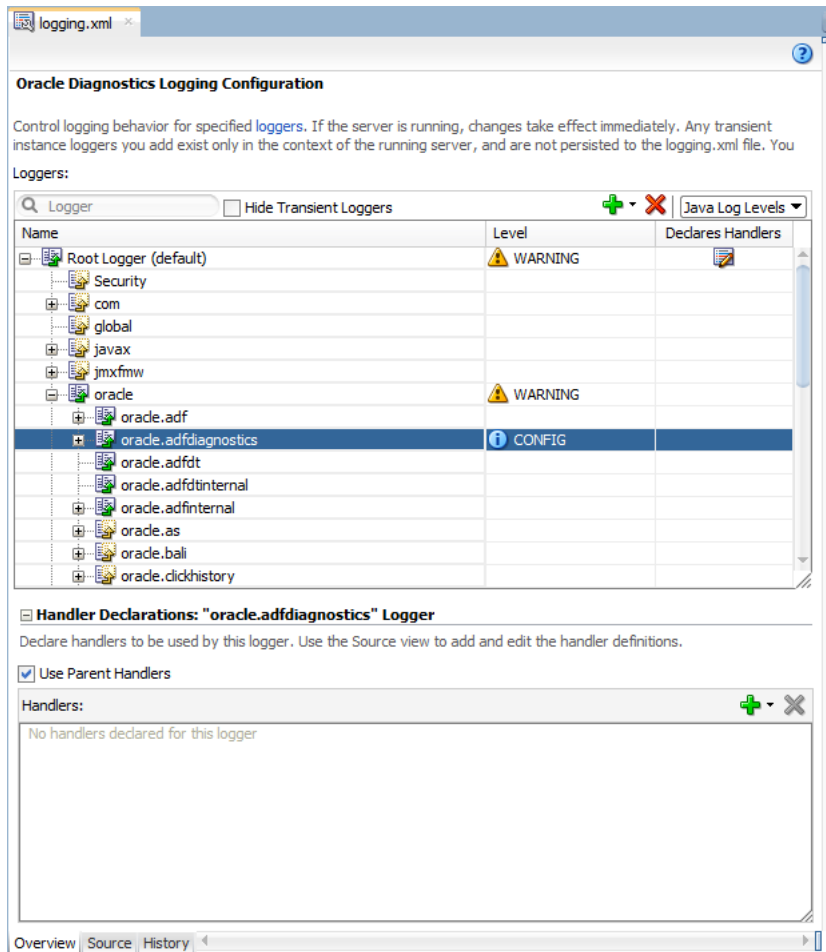 logging.xml
Oracle Diagnostics Logging Configuration
Control logging behavior for specified loggers. If the server is running, changes take effect immediately. Any transient
instance loggers you add exist only in the context of the running server, and are not persisted to the logging.xml file. You
Loggers:
Logger Hide Transient Loggers Java Log Levels
Name Level Declares Handlers
Root Logger (default) WARNING
Security
com
global
javax
jmxfmw
oracle WARNING
oracle.adf
oracle.adfdiagnostics CONFIG
oracle.adfdt
oracle.adfdtinternal
oracle.adfinternal
oracle.as
oracle.bali
oracle.clickhistory
Handler Declarations: "oracle.adfdiagnostics" Logger
Declare handlers to be used by this logger. Use the Source view to add and edit the handler definitions.
Use Parent Handlers
Handlers:
No handlers declared for this logger
Overview Source History